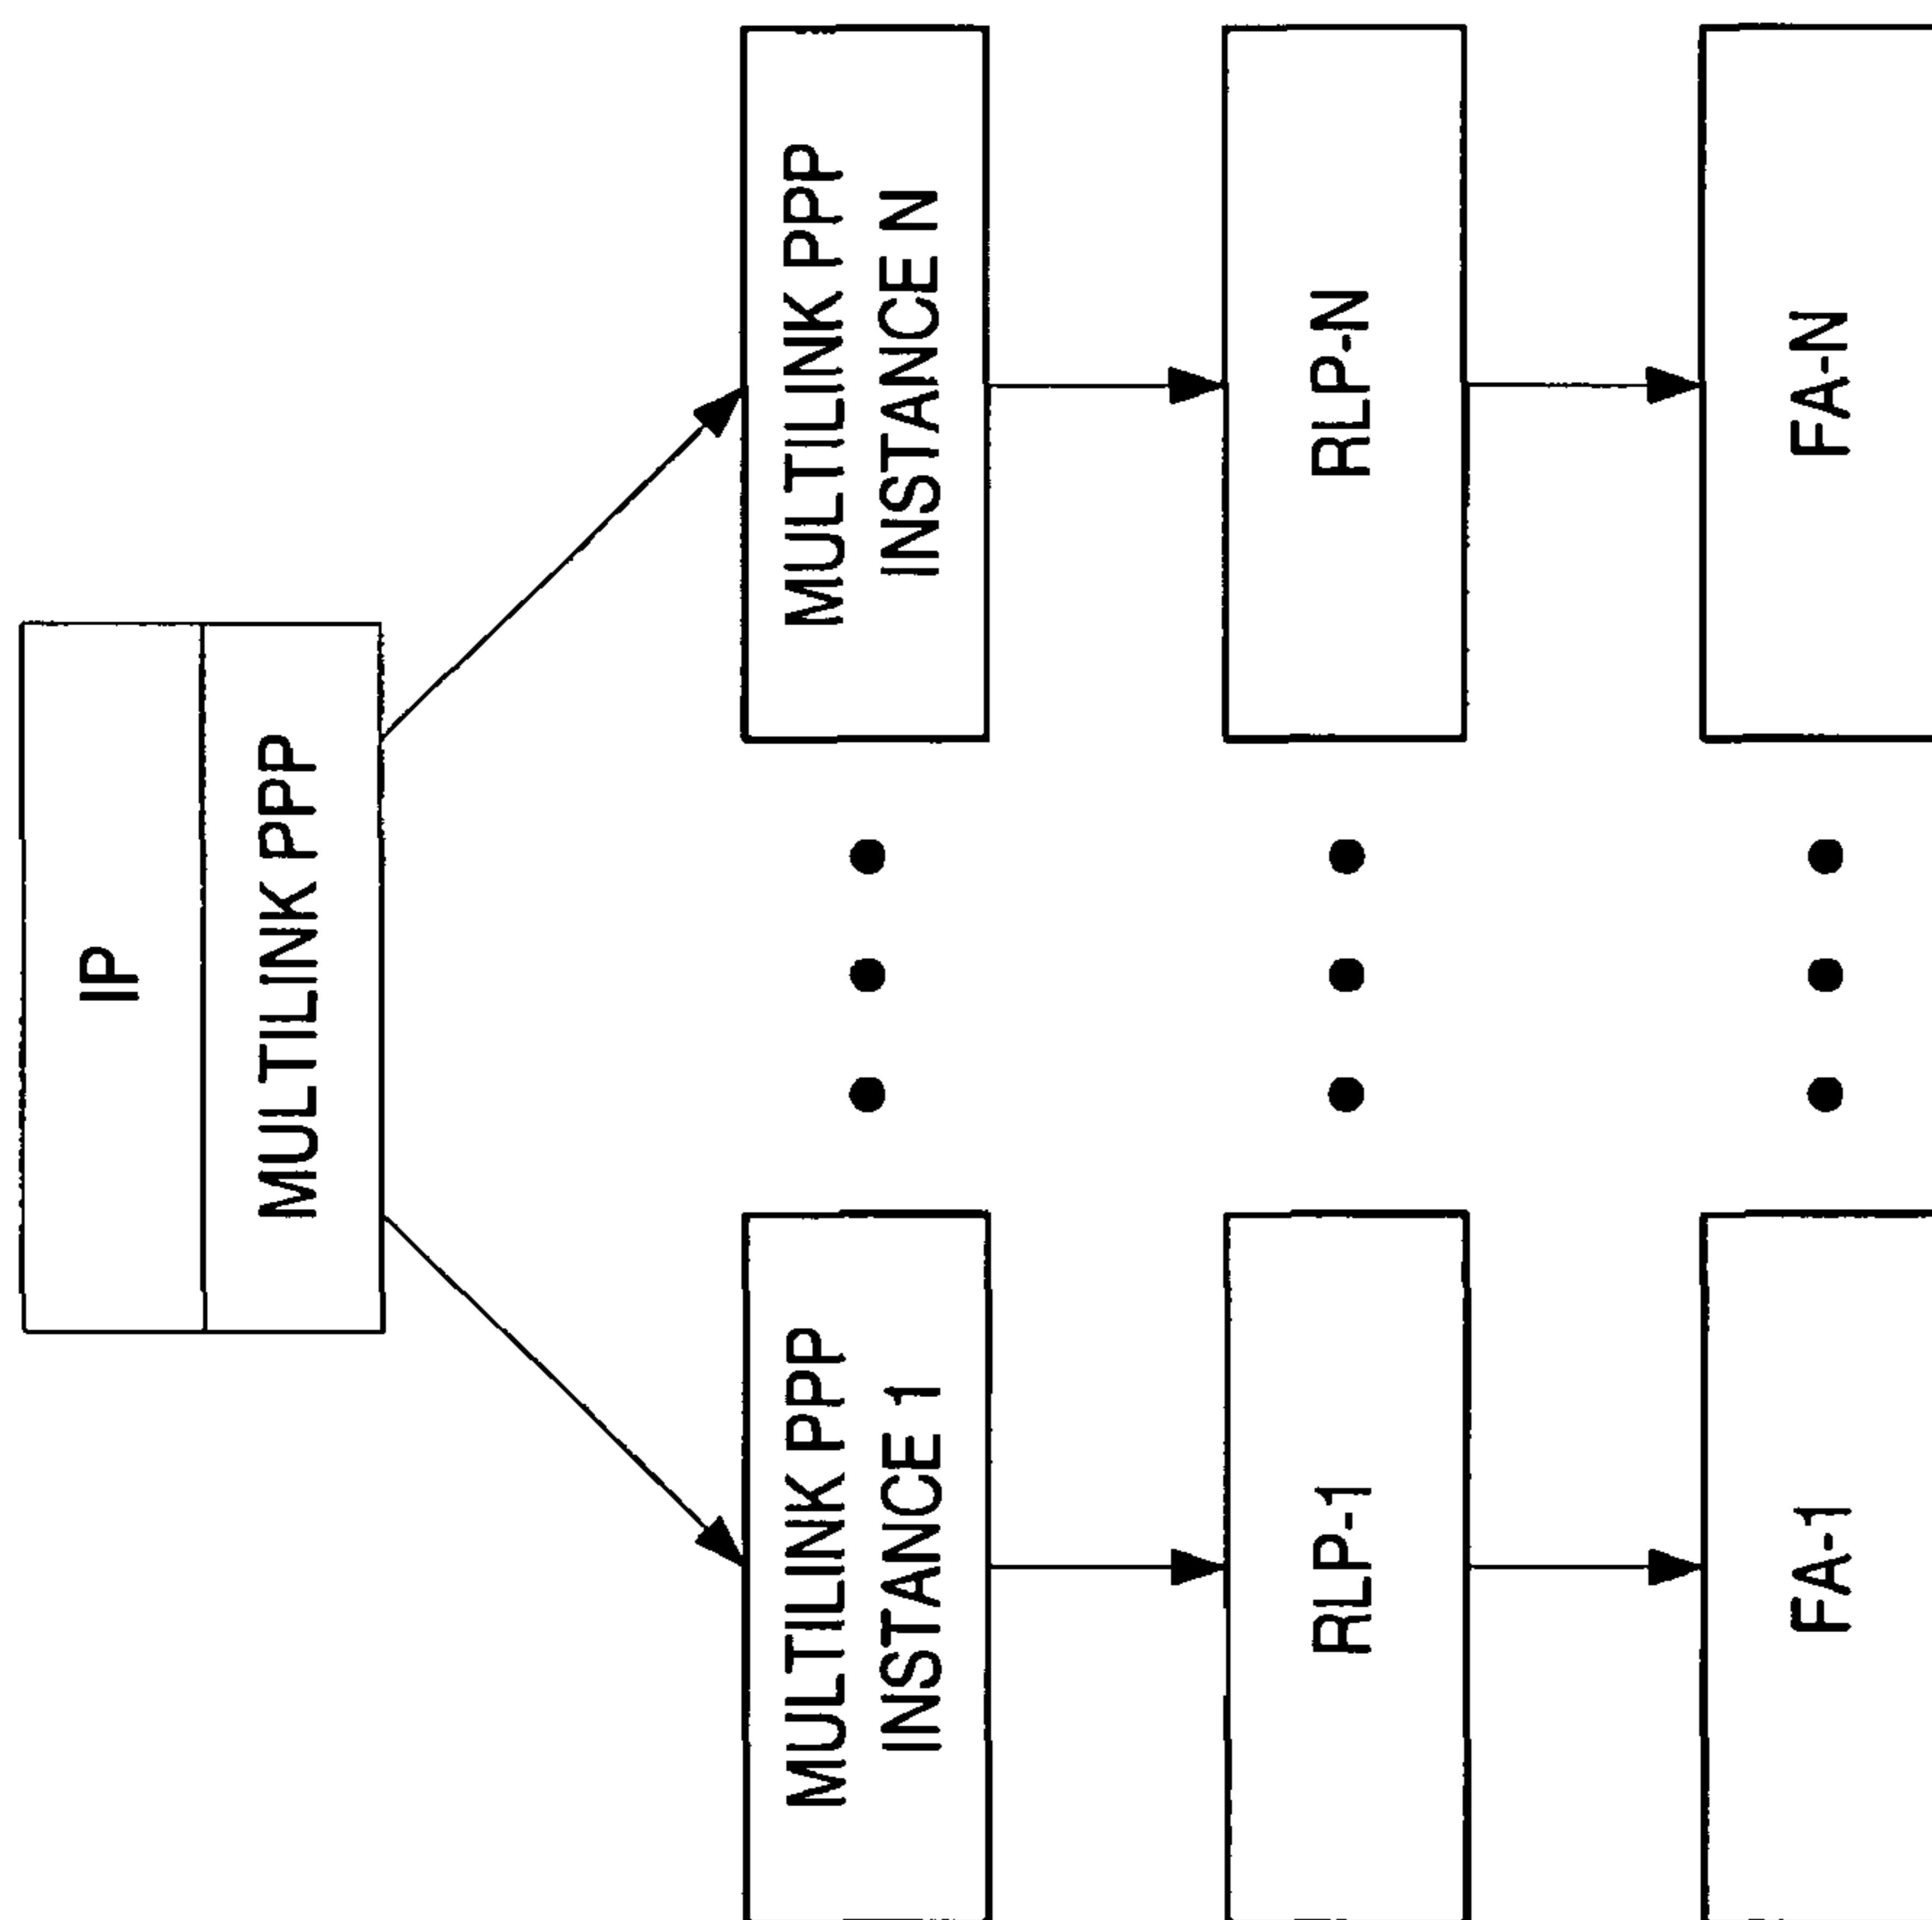 IP
MULTILINK PPP
MULTILINK PPP
INSTANCE 1
MULTILINK PPP
INSTANCE N
RLP-1
RLP-N
FA-1
FA-N